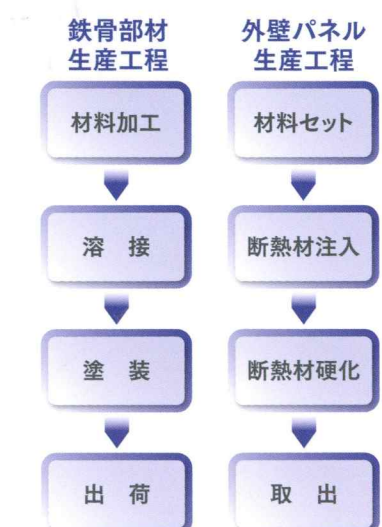 鉄骨部材
生産工程
材料加工
溶　接
塗　装
出　荷
外壁パネル
生産工程
材料セット
断熱材注入
断熱材硬化
取　出